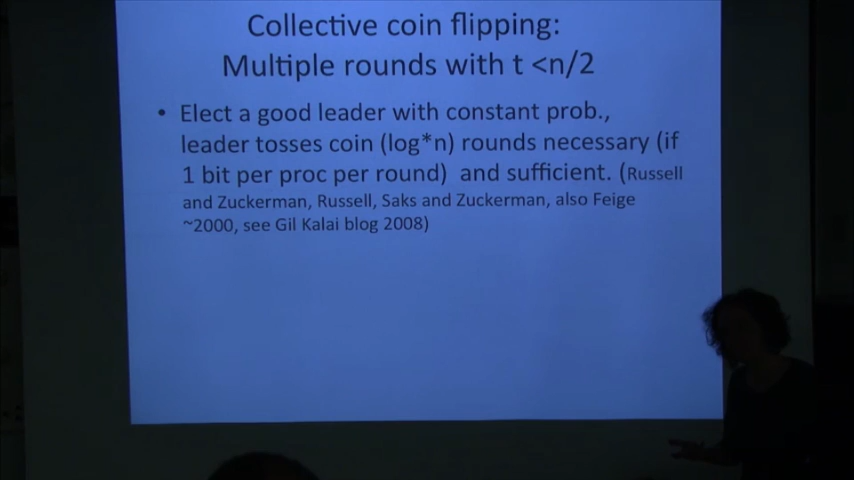 Collective coin flipping:
Multiple rounds with t <n/2
• Elect a good leader with constant prob.,
leader tosses coin (log*n) rounds necessary (if
1 bit per proc per round)  and sufficient. (Russell
and Zuckerman, Russell, Saks and Zuckerman, also Feige
~2000, see Gil Kalai blog 2008)